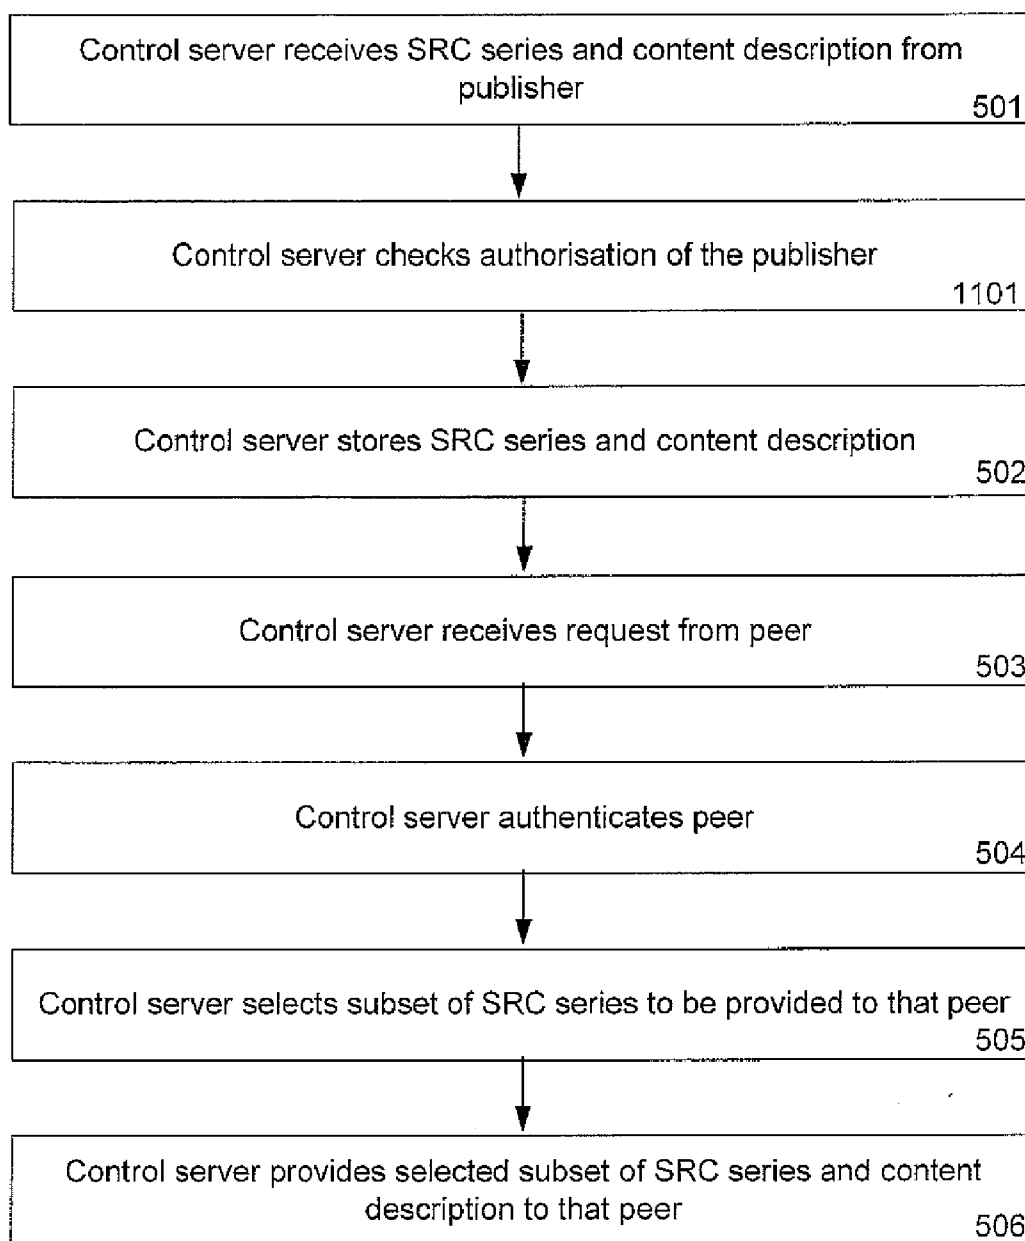 Control server receives SRC series and content description from
publisher
501
Control server checks authorisation of the publisher
1101
Control server stores SRC series and content description
502
Control server receives request from peer
503
Control server authenticates peer
504
Control server selects subset of SRC series to be provided to that peer
505
Control server provides selected subset of SRC series and content
description to that peer
506